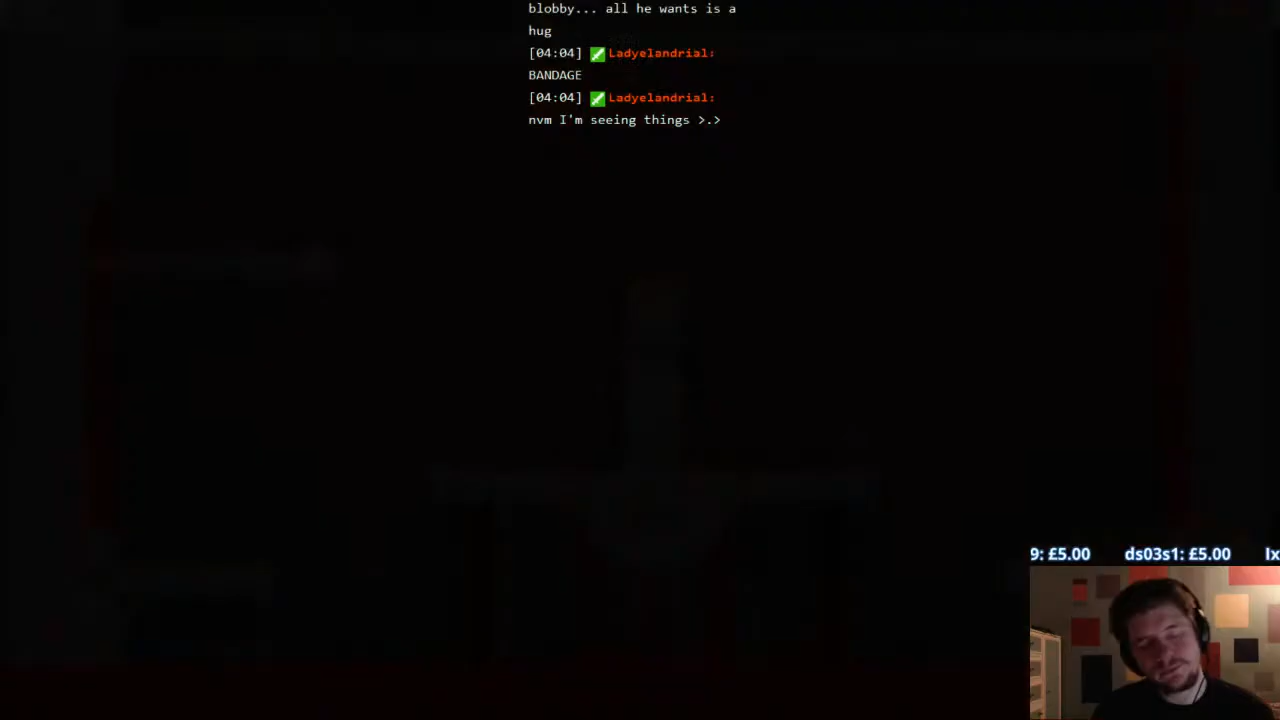 blobby... all he wants is a
hug
[04:04] Ladyelandrial:
BANDAGE
[04:04] Ladyelandrial:
nvm I'm seeing things >.>
9: £5.00 ds03s1: £5.00 lx